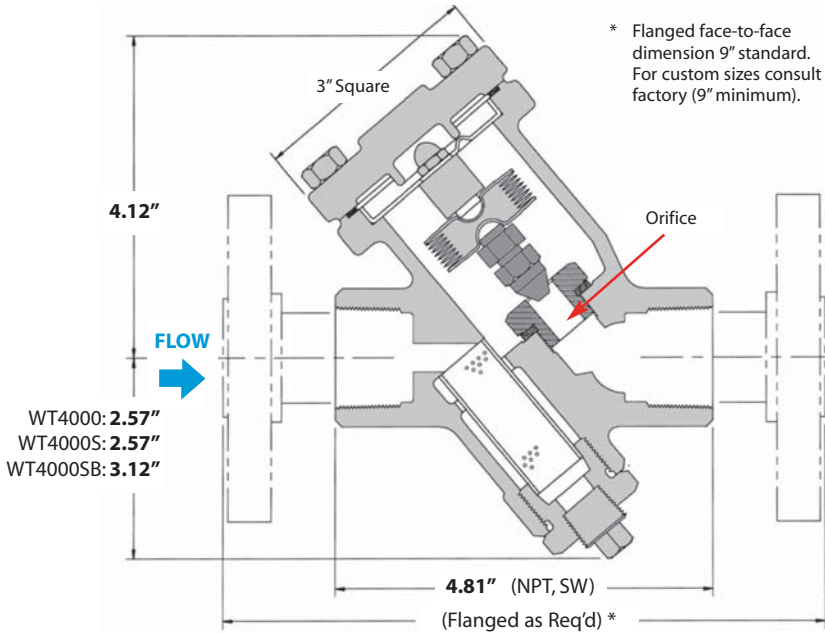 * Flanged face-to-face
dimension 9” standard.
For custom sizes consult
factory (9” minimum).
3” Square
4.12”
Orifice
FLOW
WT4000: 2.57”
WT4000S: 2.57”
WT4000SB: 3.12”
4.81” (NPT, SW)
(Flanged as Req’d) *